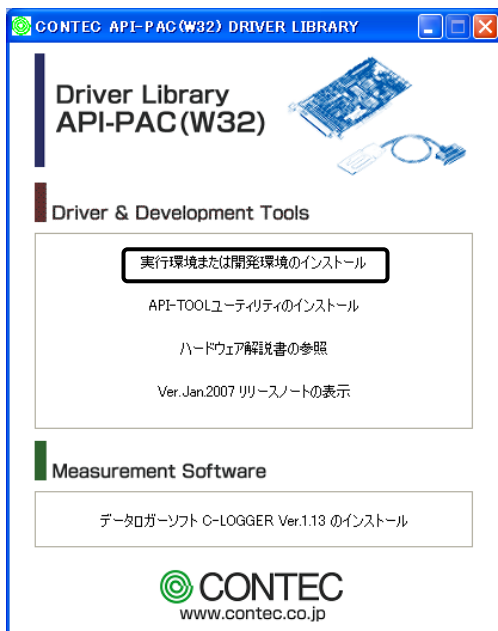 CONTEC API-PAC(W32) DRIVER LIBRARY
Driver Library
API-PAC(W32)
Driver & Development Tools
実行環境または開発環境のインストール
API-TOOLユーティリティのインストール
ハードウェア解説書の参照
Ver.Jan.2007 リリースノートの表示
Measurement Software
データロガーソフト C-LOGGER Ver.1.13 のインストール
CONTEC
www.contec.co.jp